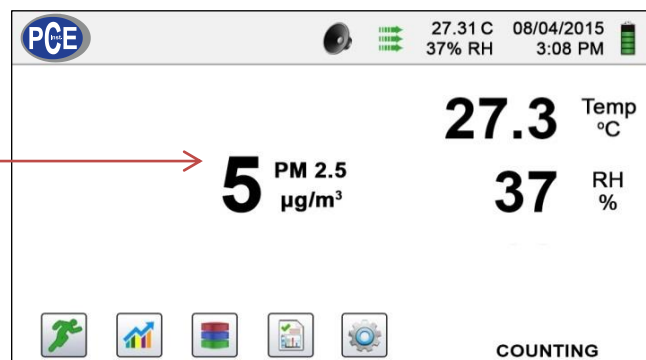 PCE
Inst.
27.31 C 08/04/2015
37% RH 3:08 PM
27.3 Temp ºC
5 PM 2.5 µg/m³
37 RH %
COUNTING